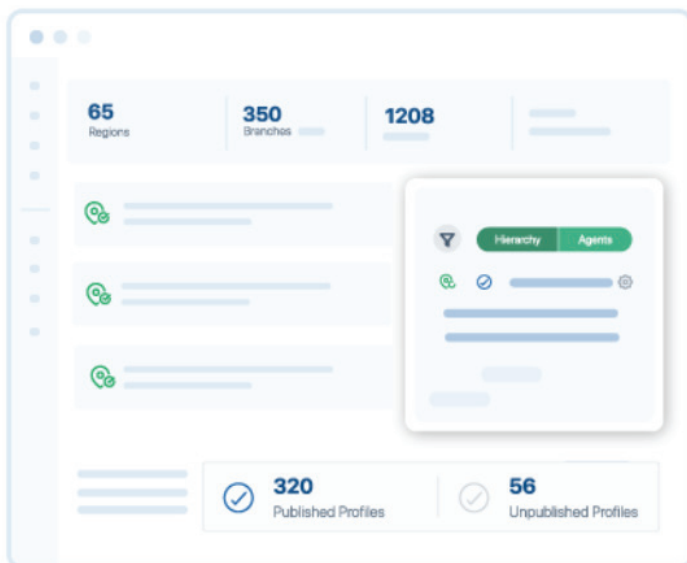 65
Regions
350
Branches
1208
Hierarchy
Agents
320
Published Profiles
56
Unpublished Profiles